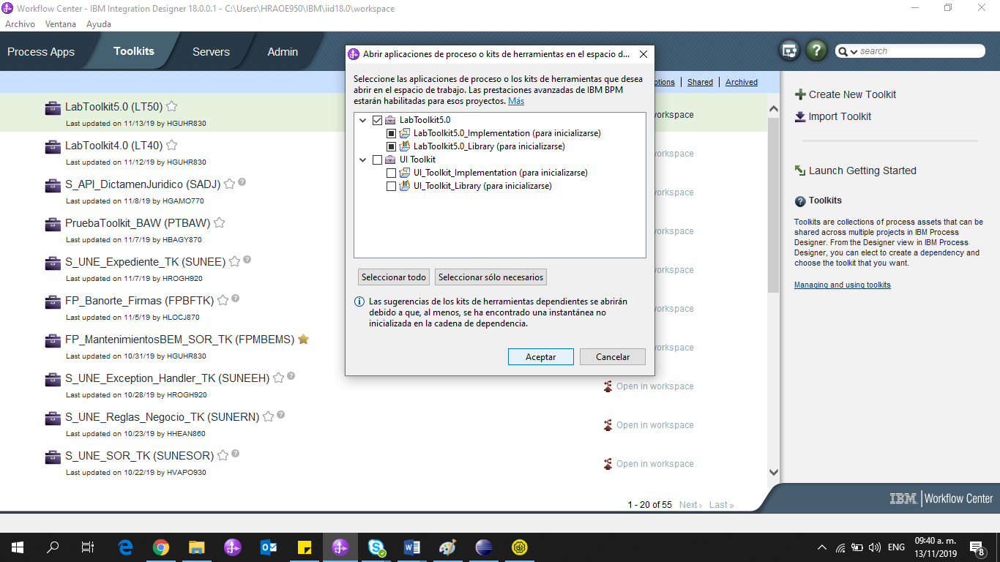 Workflow Center - IBM Integration Designer 18.0.0.1 - C:\Users\HRAOE950\IBM\iid18.0\workspace
Archivo Ventana Ayuda
Process Apps Toolkits Servers Admin
search
Abrir aplicaciones de proceso o kits de herramientas en el espacio d...
Seleccione las aplicaciones de proceso o los kits de herramientas que desea
abrir en el espacio de trabajo. Las prestaciones avanzadas de IBM BPM
estarán habilitadas para esos proyectos. Más
LabToolkit5.0
LabToolkit5.0_Implementation (para inicializarse)
LabToolkit5.0_Library (para inicializarse)
UI Toolkit
UI_Toolkit_Implementation (para inicializarse)
UI_Toolkit_Library (para inicializarse)
Seleccionar todo Seleccionar sólo necesarios
Las sugerencias de los kits de herramientas dependientes se abrirán
debido a que, al menos, se ha encontrado una instantánea no
inicializada en la cadena de dependencia.
Aceptar Cancelar
ptions | Shared | Archived
LabToolkit5.0 (LT50)
Last updated on 11/13/19 by HGUHR830
orkspace
LabToolkit4.0 (LT40)
Last updated on 11/12/19 by HGUHR830
orkspace
S_API_DictamenJuridico (SADJ)
Last updated on 11/8/19 by HGAMO770
orkspace
PruebaToolkit_BAW (PTBAW)
Last updated on 11/7/19 by HBAGY870
orkspace
S_UNE_Expediente_TK (SUNEE)
Last updated on 11/7/19 by HROGH920
orkspace
FP_Banorte_Firmas (FPBFTK)
Last updated on 11/5/19 by HLOCJ870
orkspace
FP_MantenimientosBEM_SOR_TK (FPMBEMS)
Last updated on 10/31/19 by HGUHR830
orkspace
S_UNE_Exception_Handler_TK (SUNEEH)
Last updated on 10/28/19 by HROGH920
Open in workspace
S_UNE_Reglas_Negocio_TK (SUNERN)
Last updated on 10/23/19 by HHEAN860
Open in workspace
S_UNE_SOR_TK (SUNESOR)
Last updated on 10/22/19 by HVAPO930
Open in workspace
1 - 20 of 55 Next › Last »
Create New Toolkit
Import Toolkit
Launch Getting Started
Toolkits
Toolkits are collections of process assets that can be
shared across multiple projects in IBM Process
Designer. From the Designer view in IBM Process
Designer, you can elect to create a dependency and
choose the toolkit that you want.
Managing and using toolkits
IBM Workflow Center
ENG
09:40 a. m.
13/11/2019
8